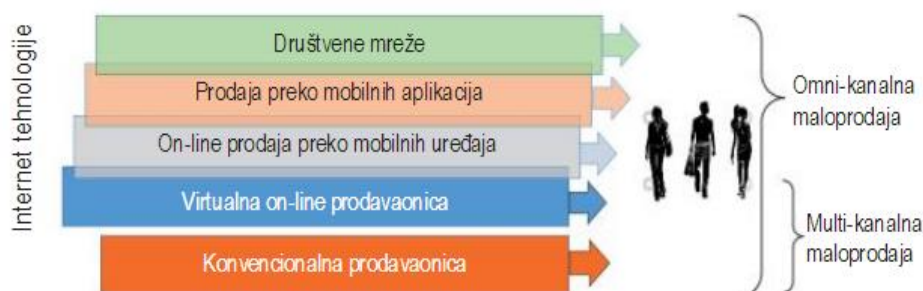 Internet tehnologije
Društvene mreže
Prodaja preko mobilnih aplikacija
On-line prodaja preko mobilnih uređaja
Virtualna on-line prodavaonica
Konvencionalna prodavaonica
Omni-kanalna
maloprodaja
Multi-kanalna
maloprodaja